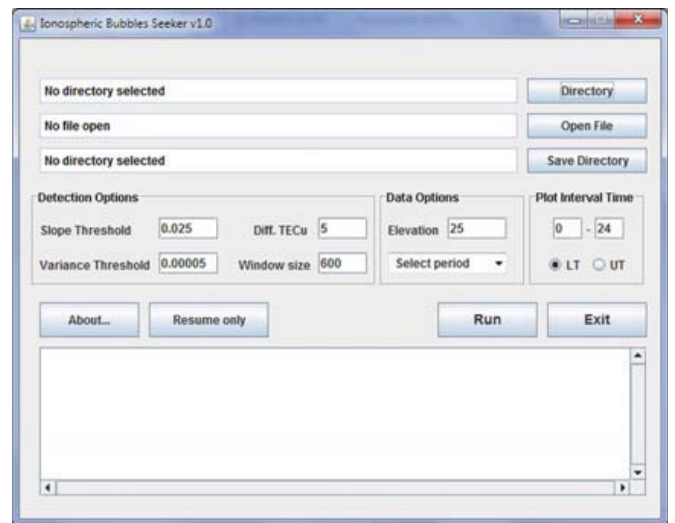 Ionospheric Bubbles Seeker v1.0
No directory selected Directory
No file open Open File
No directory selected Save Directory
Detection Options Data Options Plot Interval Time
Slope Threshold 0.025 Diff. TECu 5 Elevation 25 0 - 24
Variance Threshold 0.00005 Window size 600 Select period LT UT
About... Resume only Run Exit